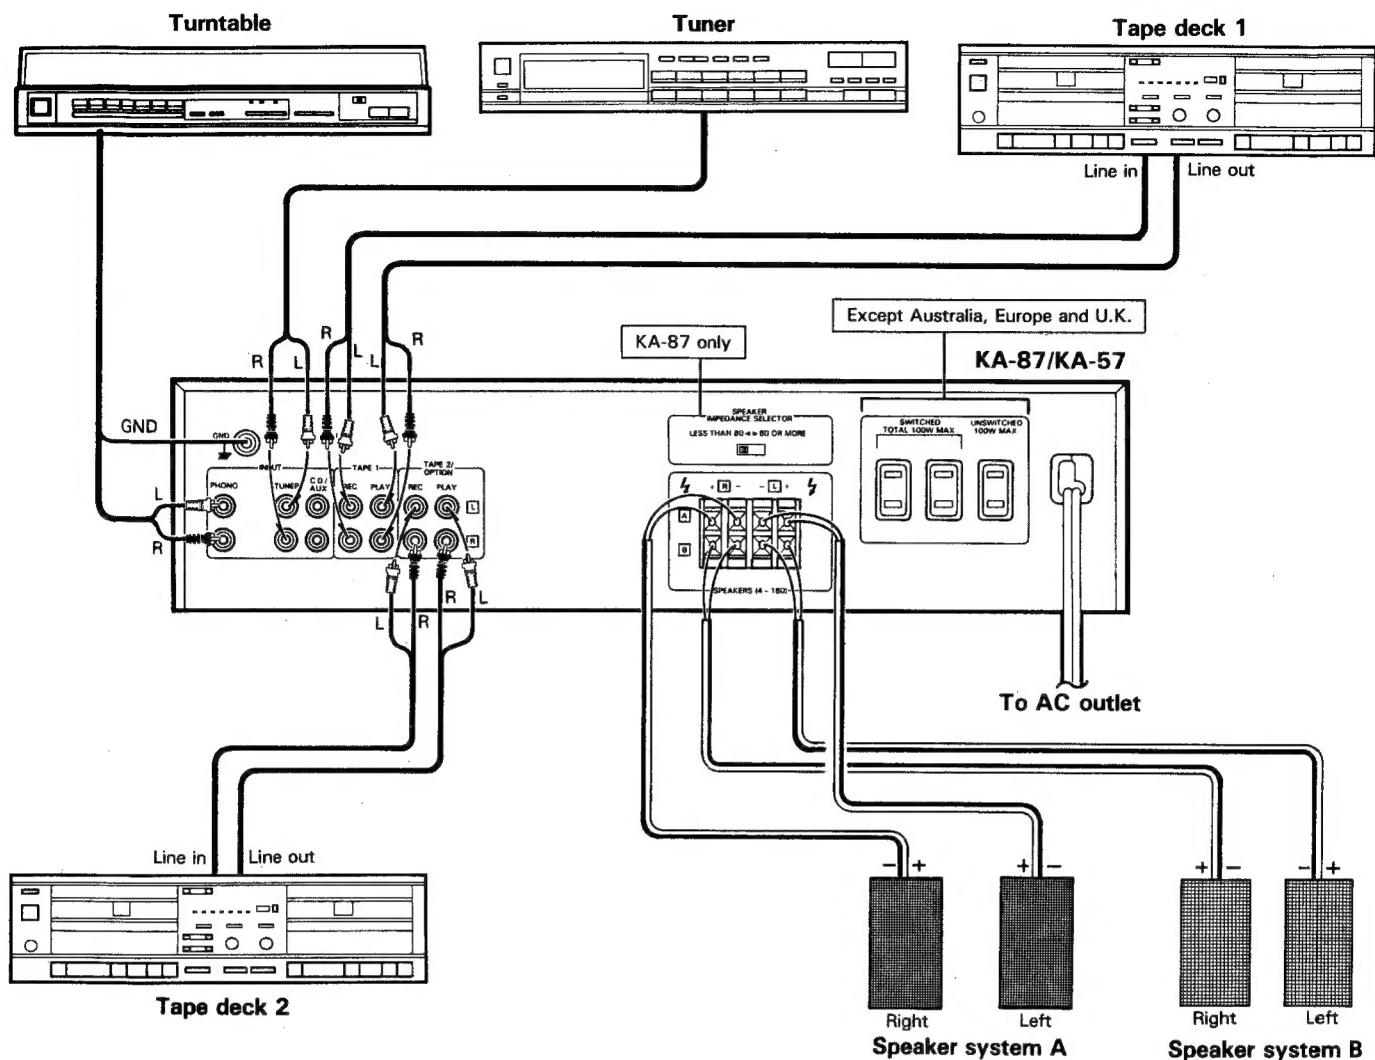 Turntable
Tuner
Tape deck 1
Line in
Line out
Except Australia, Europe and U.K.
KA-87 only
KA-87/KA-57
R
L
R
L
L
R
GND
GND
SPEAKER
IMPEDANCE SELECTOR
LESS THAN 8Ω ◄► 8Ω OR MORE
SWITCHED
TOTAL 100W MAX
UNSWITCHED
100W MAX
INPUT
TAPE 1
TAPE 2/
OPTION
PHONO
TUNER
CD/
AUX
REC
PLAY
REC
PLAY
L
L
R
R
+ R − − L +
A
B
SPEAKERS (4 - 16Ω)
L
R
R
L
To AC outlet
Line in
Line out
Tape deck 2
− +
+ −
+ −
− +
Right
Left
Right
Left
Speaker system A
Speaker system B